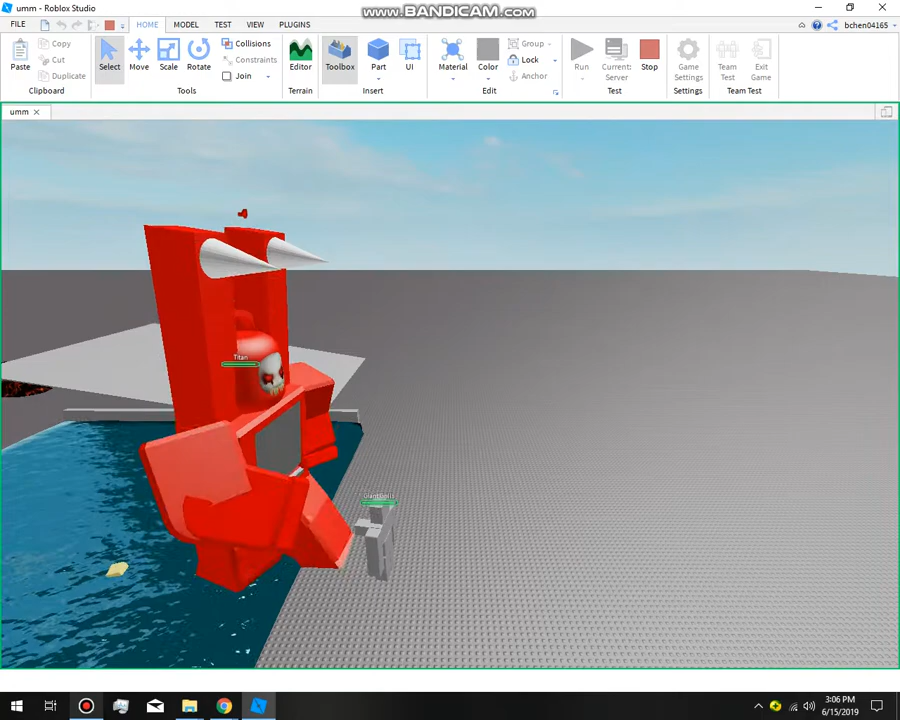 umm - Roblox Studio
www.BANDICAM.com
FILE HOME MODEL TEST VIEW PLUGINS bchen04165
Paste Copy Cut Duplicate Select Move Scale Rotate Collisions Constraints Join Editor Toolbox Part UI Material Color Group Lock Anchor Run Current: Server Stop Game Settings Team Test Exit Game
Clipboard Tools Terrain Insert Edit Test Settings Team Test
umm
Titan
3:06 PM
6/15/2019